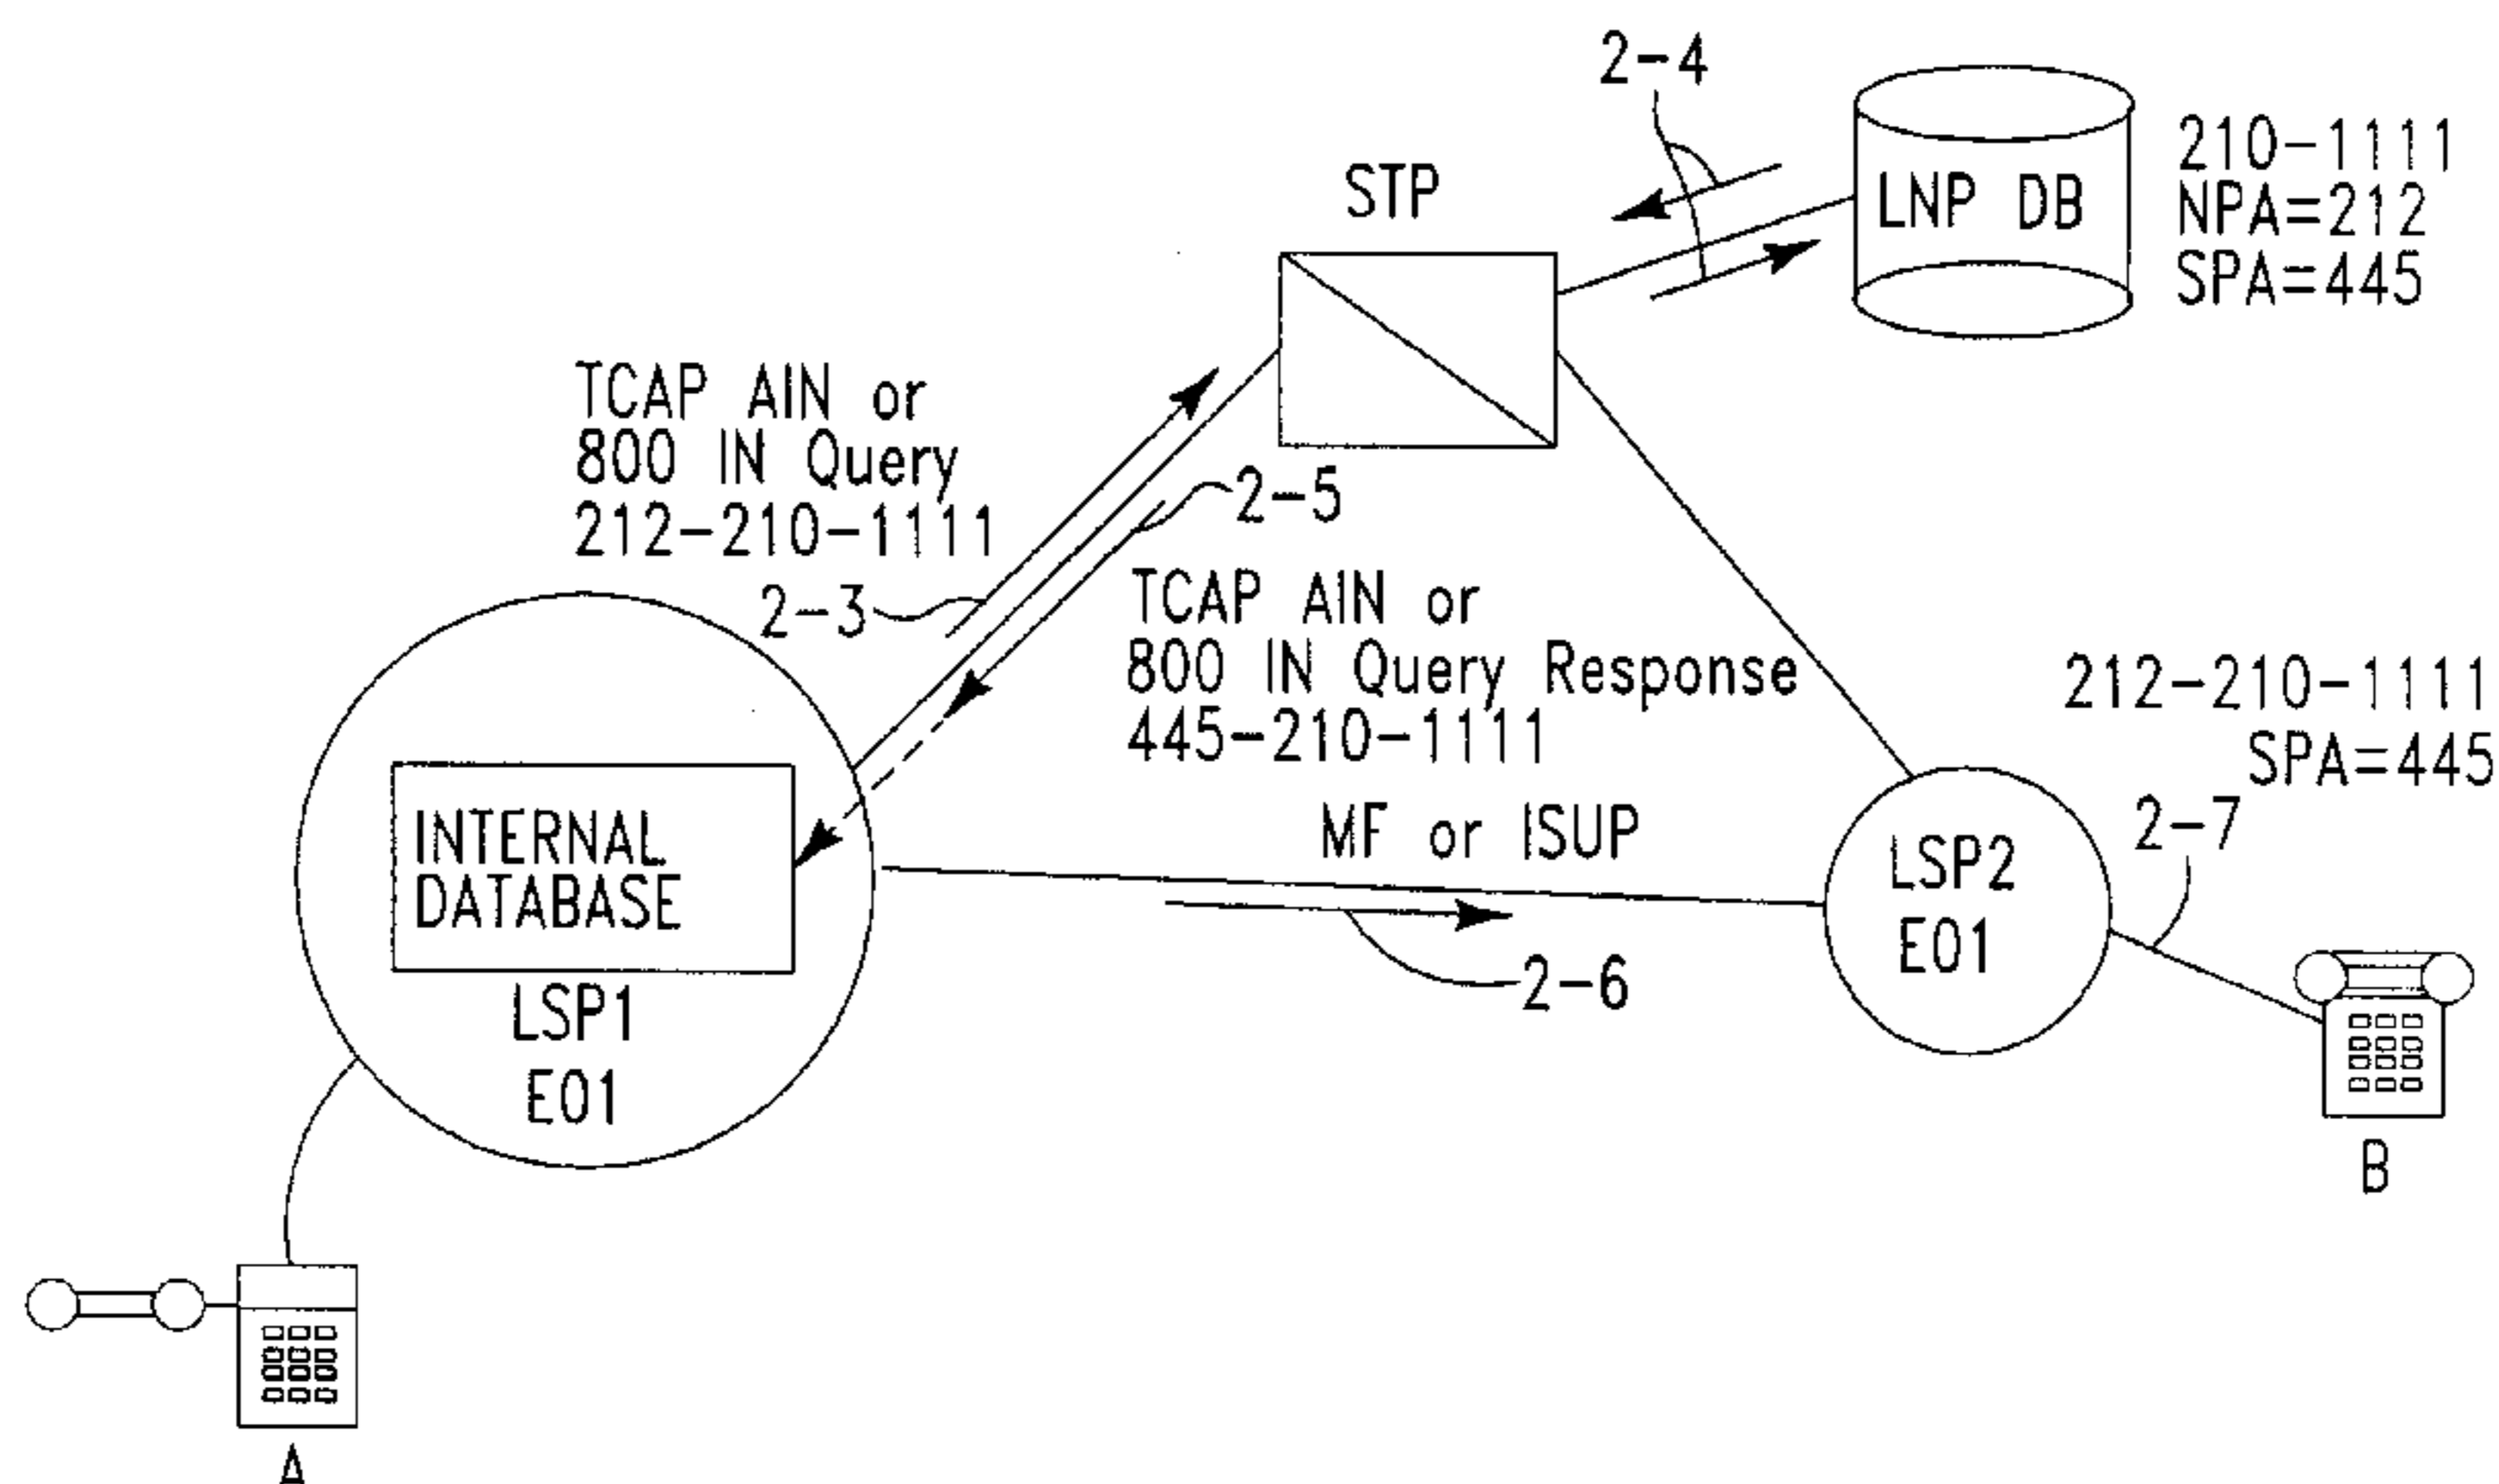 2-4
LNP DB
210-1111
NPA=212
SPA=445
STP
TCAP AIN or
800 IN Query
212-210-1111
2-5
2-3
TCAP AIN or
800 IN Query Response
445-210-1111
212-210-1111
SPA=445
2-7
MF or ISUP
INTERNAL
DATABASE
LSP1
E01
LSP2
E01
2-6
B
A